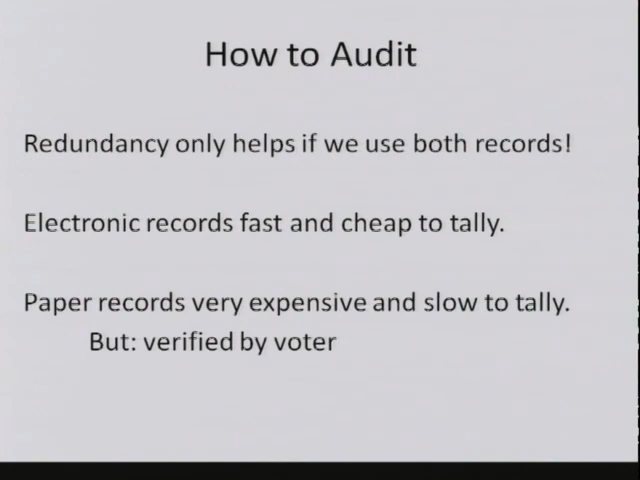 How to Audit
Redundancy only helps if we use both records!
Electronic records fast and cheap to tally.
Paper records very expensive and slow to tally.
But: verified by voter